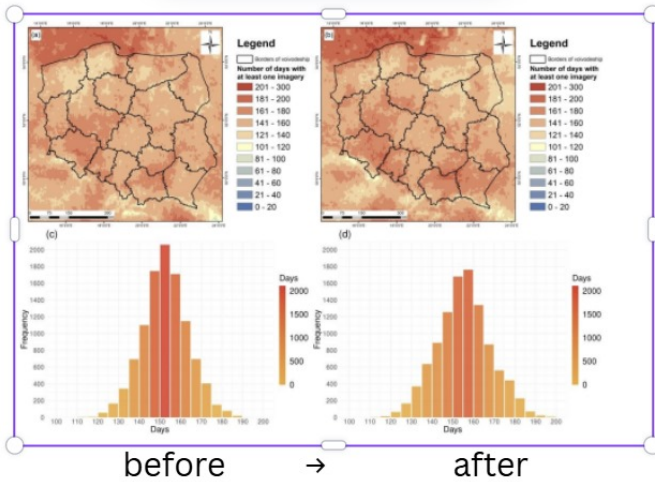 (a)
Legend
Borders of voivodeship
Number of days with
at least one imagery
201 - 300
181 - 200
161 - 180
141 - 160
121 - 140
101 - 120
81 - 100
61 - 80
41 - 60
21 - 40
0 - 20
(b)
Legend
Borders of voivodeship
Number of days with
at least one imagery
201 - 300
181 - 200
161 - 180
141 - 160
121 - 140
101 - 120
81 - 100
61 - 80
41 - 60
21 - 40
0 - 20
(c)
Frequency
2000
1800
1600
1400
1200
1000
800
600
400
200
0
100 110 120 130 140 150 160 170 180 190 200
Days
Days
2000
1500
1000
500
0
(d)
Frequency
2000
1800
1600
1400
1200
1000
800
600
400
200
0
100 110 120 130 140 150 160 170 180 190 200
Days
Days
2000
1500
1000
500
0
before → after